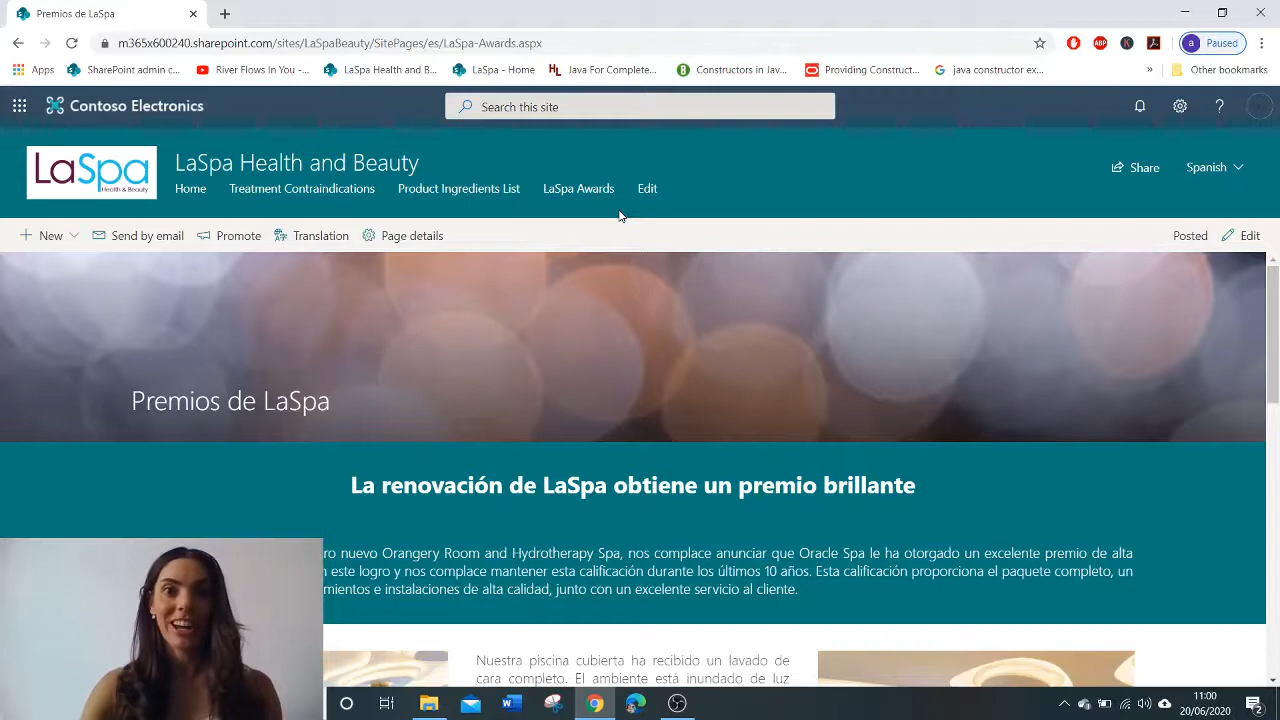 Premios de LaSpa
m365x600240.sharepoint.com/sites/LaSpaBeauty/SitePages/es/LaSpa-Awards.aspx
ABP
a Paused
Apps SharePoint admin c... River Flows In You -... LaSpa Health and B... LaSpa - Home Java For Complete... Constructors in Jav... Providing Construct... java constructor ex... » Other bookmarks
Contoso Electronics
Search this site
LaSpa
Health & Beauty
LaSpa Health and Beauty
Home Treatment Contraindications Product Ingredients List LaSpa Awards Edit
Share
Spanish
New Send by email Promote Translation Page details
Posted Edit
Premios de LaSpa
La renovación de LaSpa obtiene un premio brillante
ro nuevo Orangery Room and Hydrotherapy Spa, nos complace anunciar que Oracle Spa le ha otorgado un excelente premio de alta
este logro y nos complace mantener esta calificación durante los últimos 10 años. Esta calificación proporciona el paquete completo, un
mientos e instalaciones de alta calidad, junto con un excelente servicio al cliente.
Nuestra piscina cubierta ha recibido un lavado de
cara completo. El ambiente está inundado de luz
11:00
20/06/2020
2